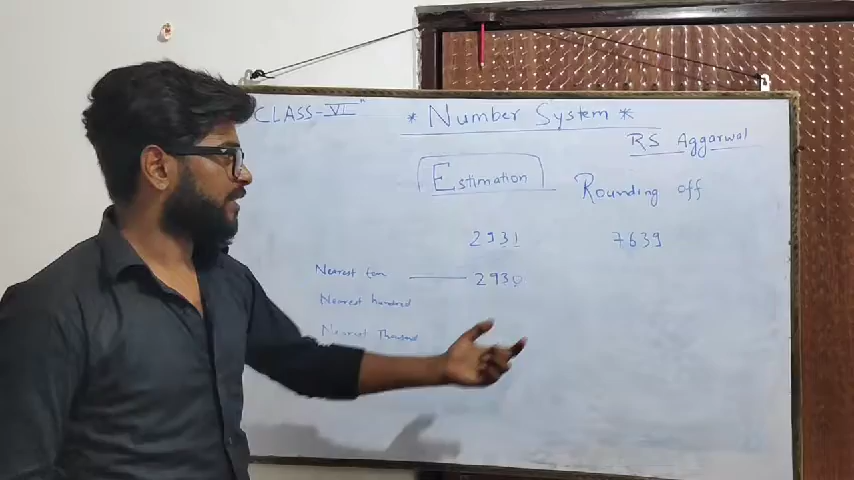 CLASS-VI
* Number System *
RS Aggarwal
Estimation
Rounding off
2931
7639
Nearest ten ——— 2930
Nearest hundred
Nearest Thousand